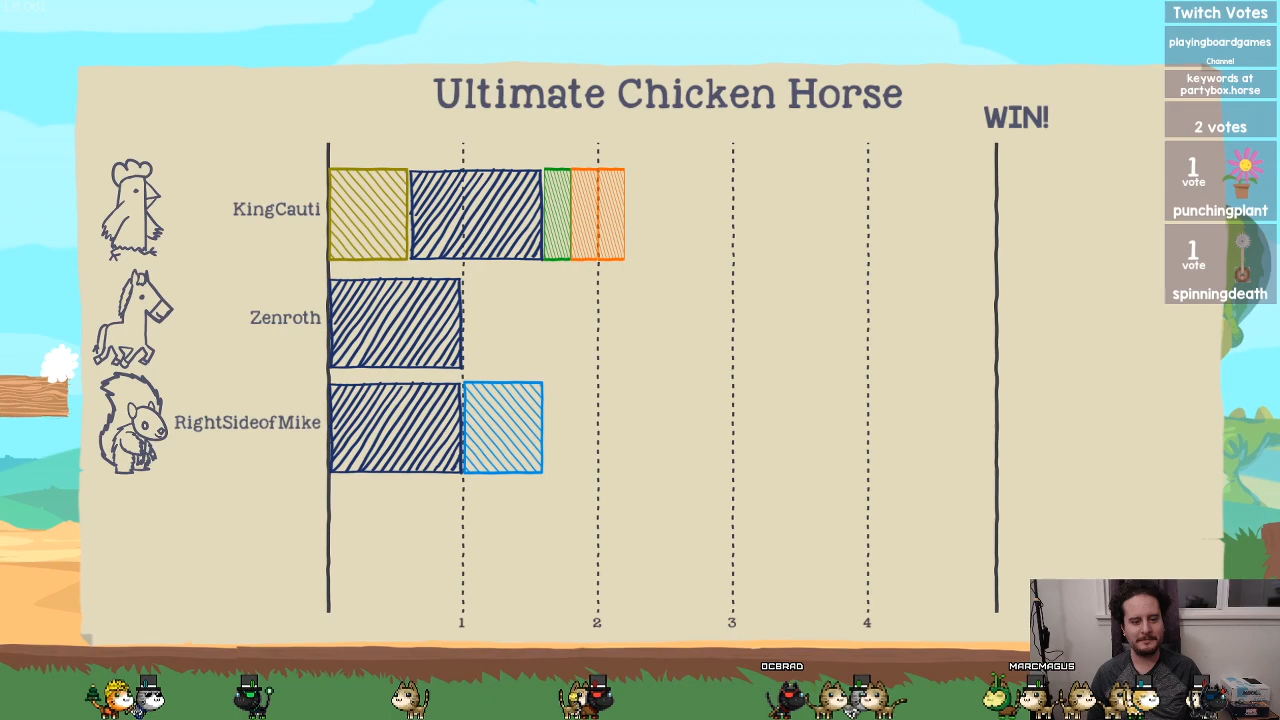 Ultimate Chicken Horse
WIN!
KingCauti
Zenroth
RightSideofMike
1 2 3 4
Twitch Votes
playingboardgames
Channel
keywords at
partybox.horse
2 votes
1
vote
punchingplant
1
vote
spinningdeath
OCBRAD
MARCMAGUS